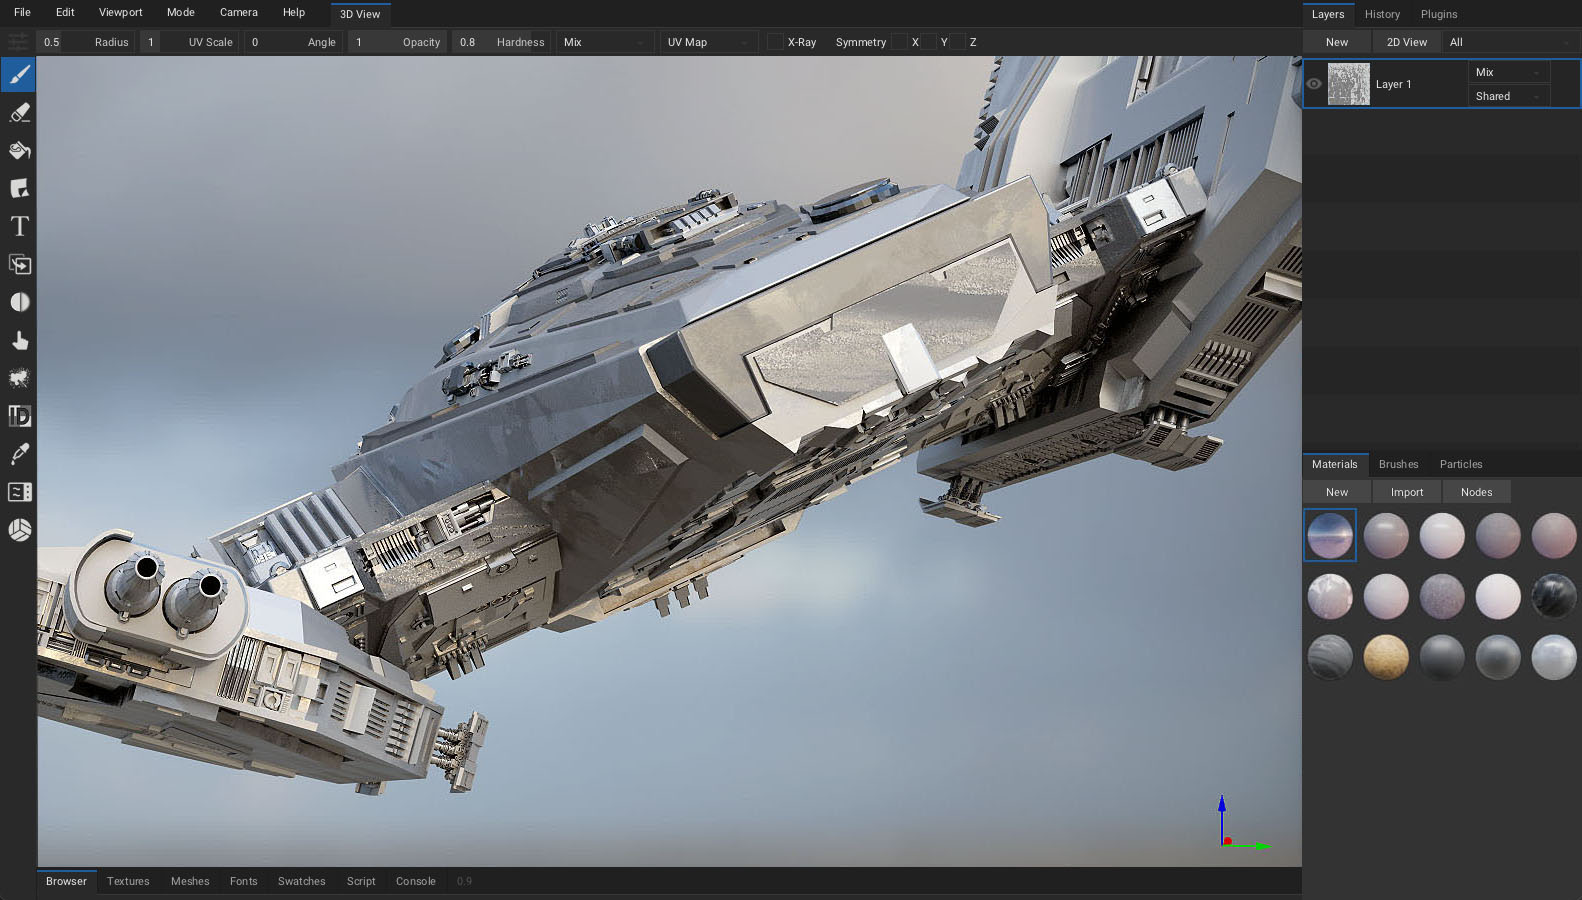 File Edit Viewport Mode Camera Help 3D View
Layers History Plugins
0.5 Radius 1 UV Scale 0 Angle 1 Opacity 0.8 Hardness Mix UV Map X-Ray Symmetry X Y Z
New 2D View All
Layer 1 Mix
Shared
T
ID
Materials Brushes Particles
New Import Nodes
Browser Textures Meshes Fonts Swatches Script Console 0.9